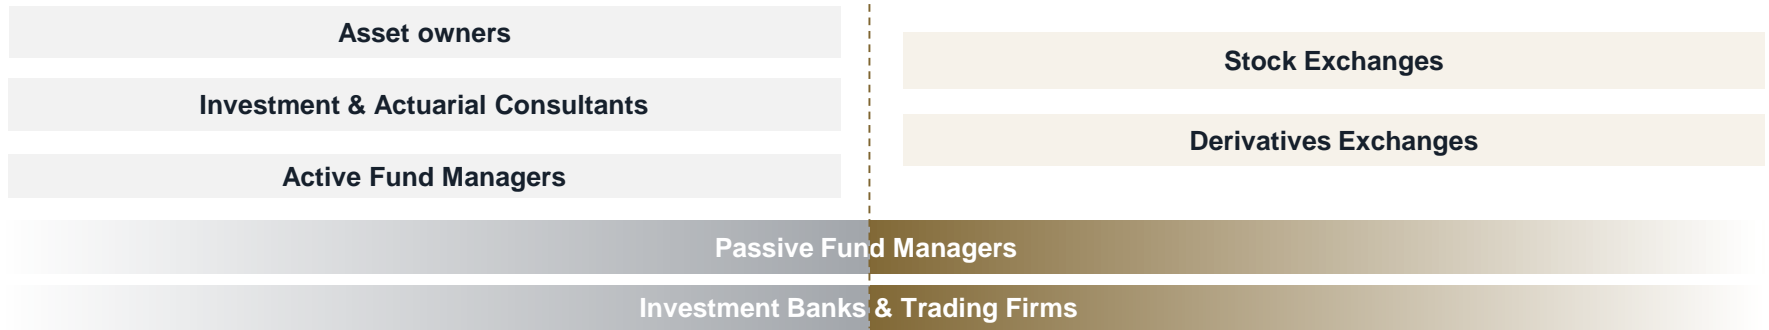 Asset owners
Investment & Actuarial Consultants
Active Fund Managers
Stock Exchanges
Derivatives Exchanges
Passive Fund Managers
Investment Banks & Trading Firms